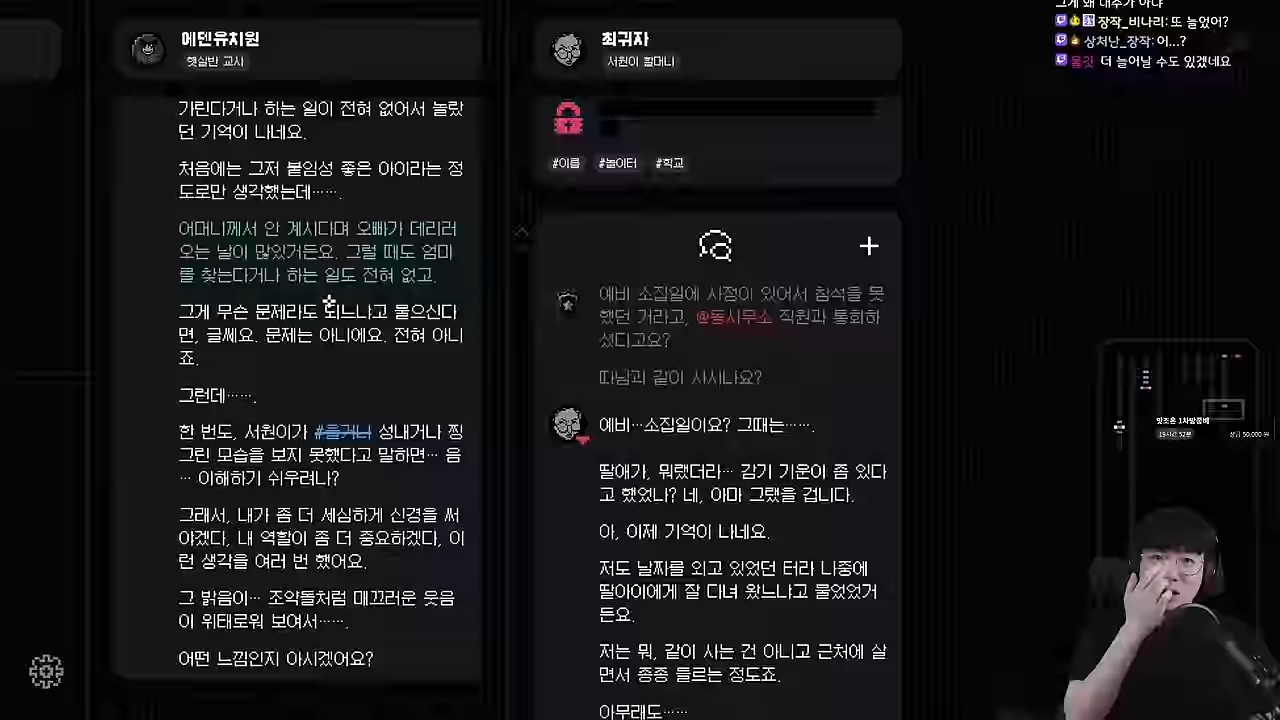 에덴유치원
햇살반 교사
가린다거나 하는 일이 전혀 없어서 놀랐
던 기억이 나네요.
처음에는 그저 붙임성 좋은 아이라는 정
도로만 생각했는데…….
어머니께서 안 계시다며 오빠가 데리러
오는 날이 많았거든요. 그럴 때도 엄마
를 찾는다거나 하는 일도 전혀 없고.
그게 무슨 문제라도 되느냐고 물으신다
면, 글쎄요. 문제는 아니에요. 전혀 아니
죠.
그런데…….
한 번도, 서원이가 #을커나 성내거나 찡
그린 모습을 보지 못했다고 말하면… 음
… 이해하기 쉬우려나?
그래서, 내가 좀 더 세심하게 신경을 써
야겠다, 내 역할이 좀 더 중요하겠다, 이
런 생각을 여러 번 했어요.
그 밝음이… 조약돌처럼 매끄러운 웃음
이 위태로워 보여서…….
어떤 느낌인지 아시겠어요?
최귀자
서원이 할머니
#이름 #놀이터 #학교
예비 소집일에 사정이 있어서 참석을 못
했던 거라고, @동사무소 직원과 통화하
셨다고요?
따님과 같이 사시나요?
예비…소집일이요? 그때는…….
딸애가, 뭐랬더라… 감기 기운이 좀 있다
고 했었나? 네, 아마 그랬을 겁니다.
아, 이제 기억이 나네요.
저도 날짜를 외고 있었던 터라 나중에
딸아이에게 잘 다녀 왔느냐고 물었었거
든요.
저는 뭐, 같이 사는 건 아니고 근처에 살
면서 종종 들르는 정도죠.
아무래도……
그게 왜 대추가 아냐
장작_비나리: 또 늘었어?
상처난_장작: 어...?
울갓 더 늘어날 수도 있겠네요